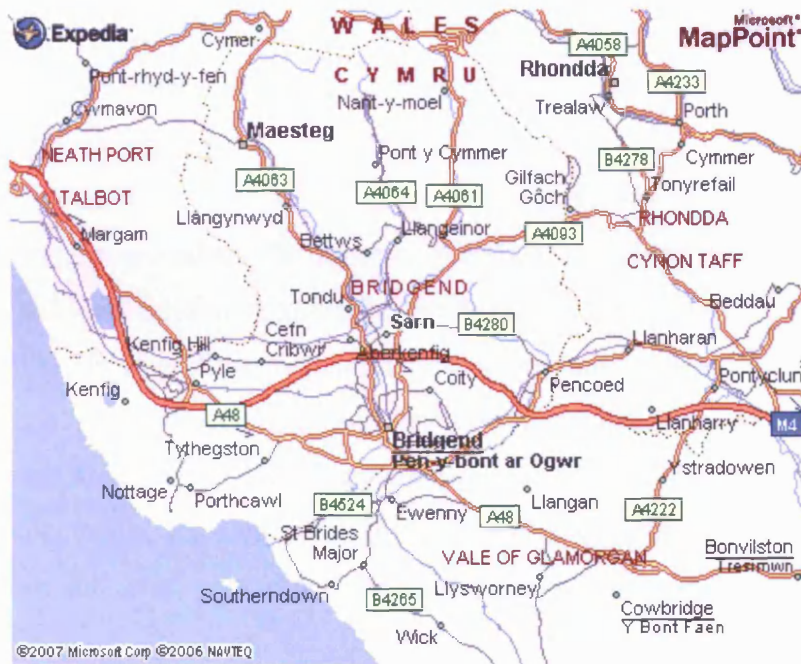 Expedia
Cymer
WALES
CYMRU
A4058
Microsoft®
MapPoint®
Pont-rhyd-y-fen
Rhondda
A4233
Nant-y-moel
Trealaw
Porth
Cwmavon
Maesteg
NEATH PORT
TALBOT
A4063
Pont y Cymmer
A4064
A4061
Gilfach
Gôch
B4278
Cymmer
Tonyrefail
Llangynwyd
Margam
Bettws
Llangeinor
A4093
RHONDDA
CYNON TAFF
BRIDGEND
Beddau
Tondu
Sarn
B4280
Cefn
Cribwr
Kenfig Hill
Aberkenfig
Llanharan
Pyle
Coity
Pencoed
Pontyclun
Kenfig
A48
Llanharry
M4
Bridgend
Pen-y-bont ar Ogwr
Tythegston
Ystradowen
Nottage
Porthcawl
B4524
Ewenny
A48
Llangan
A4222
St Brides
Major
VALE OF GLAMORGAN
Bonvilston
Tresimwn
Southerndown
B4265
Llysworney
Cowbridge
Y Bont Faen
Wick
©2007 Microsoft Corp ©2006 NAVTEQ